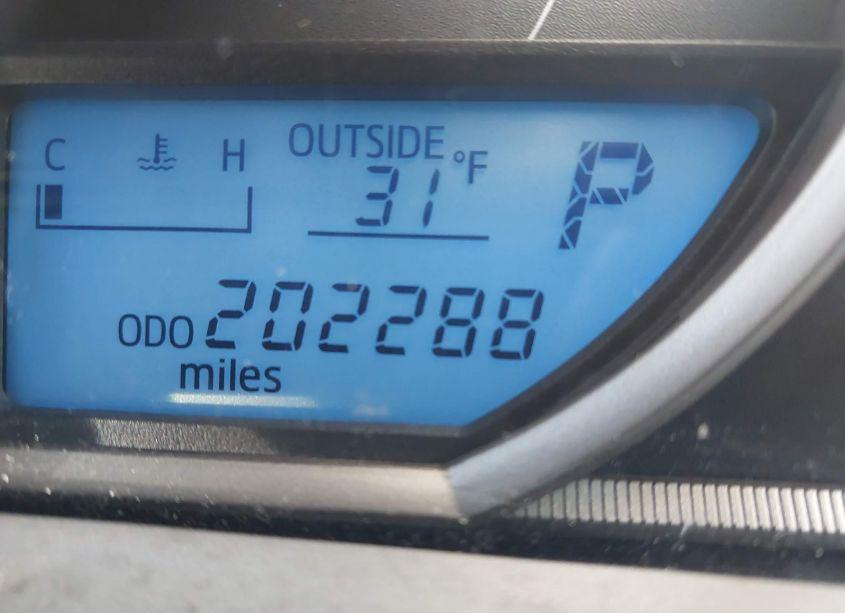 C H OUTSIDE
31 °F P
ODO 202288
miles